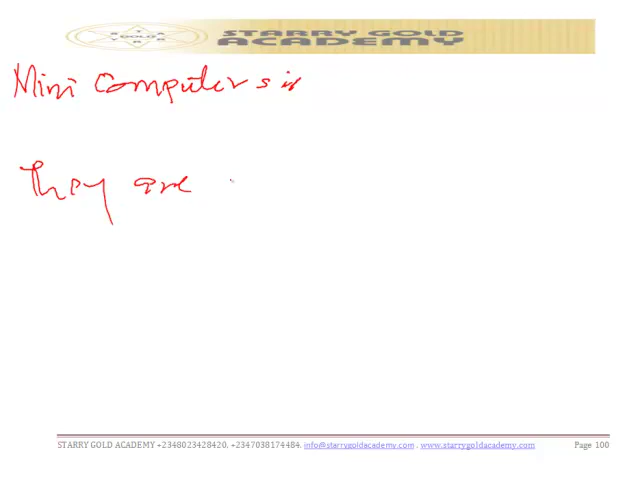 STARRY GOLD
ACADEMY
Mini Computers is
They are
STARRY GOLD ACADEMY +2348023428420, +2347038174484, info@starrygoldacademy.com , www.starrygoldacademy.com Page 100